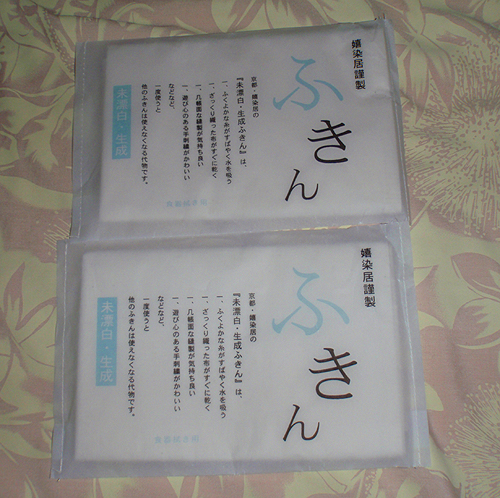 嬉染居謹製
ふきん
京都・嬉染居の
『未漂白・生成ふきん』は、
一、ふくよかな糸がすばやく水を吸う
一、ざっくり織った布がすぐに乾く
一、几帳面な縫製が気持ち良い
一、遊び心のある手刺繍がかわいい
などなど、
一度使うと
他のふきんは使えなくなる代物です。
未漂白・生成
嬉染居謹製
ふきん
京都・嬉染居の
『未漂白・生成ふきん』は、
一、ふくよかな糸がすばやく水を吸う
一、ざっくり織った布がすぐに乾く
一、几帳面な縫製が気持ち良い
一、遊び心のある手刺繍がかわいい
などなど、
一度使うと
他のふきんは使えなくなる代物です。
未漂白・生成